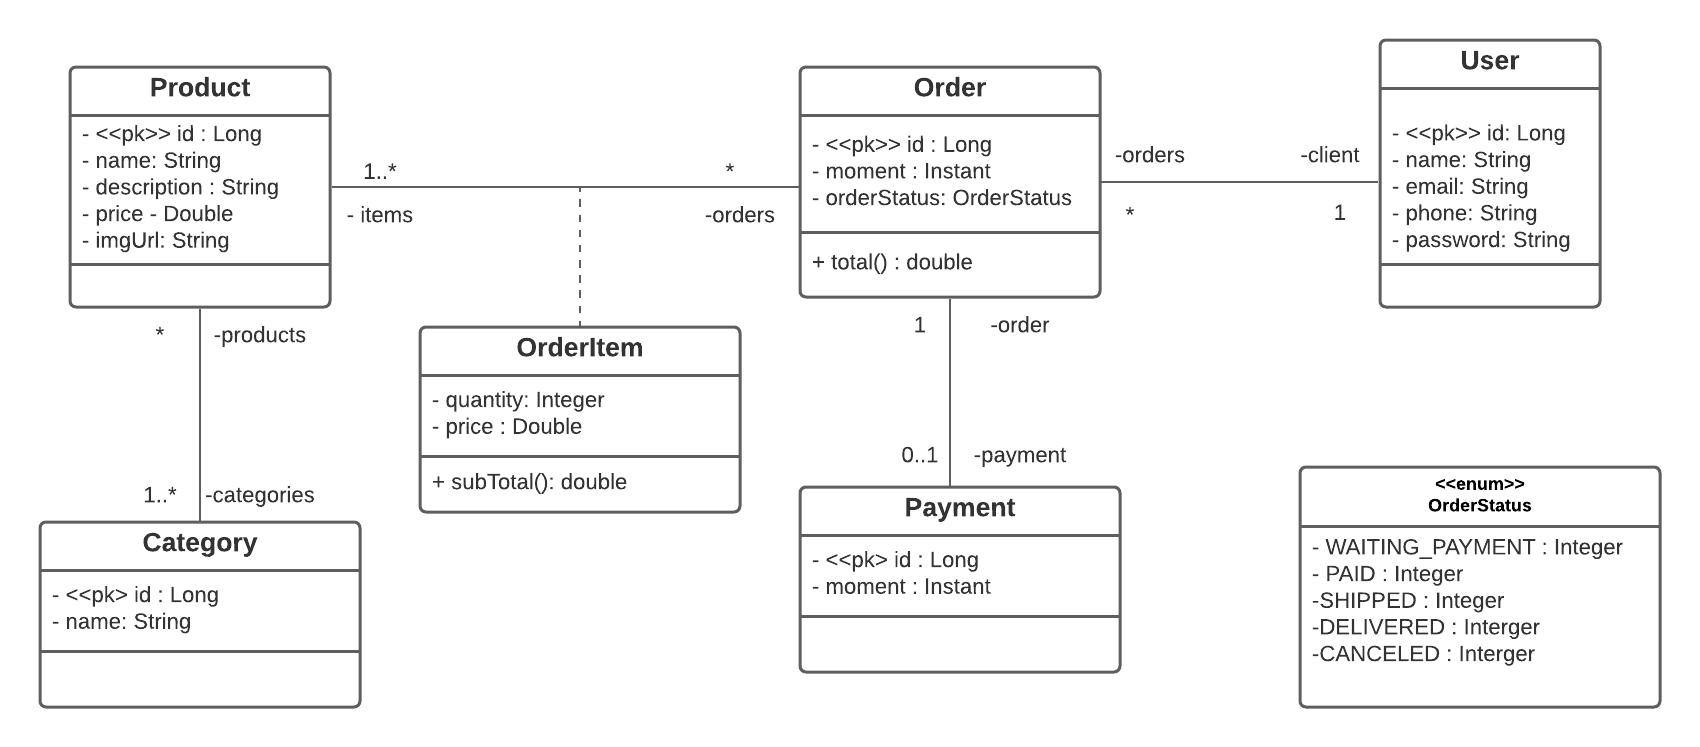 Product
- <<pk>> id : Long
- name: String
- description : String
- price - Double
- imgUrl: String
1..*
- items
*
-orders
Order
- <<pk>> id : Long
- moment : Instant
- orderStatus: OrderStatus
+ total() : double
-orders
*
-client
1
User
- <<pk>> id: Long
- name: String
- email: String
- phone: String
- password: String
*
-products
1..*
-categories
OrderItem
- quantity: Integer
- price : Double
+ subTotal(): double
1
-order
0..1
-payment
Category
- <<pk> id : Long
- name: String
Payment
- <<pk> id : Long
- moment : Instant
<<enum>>
OrderStatus
- WAITING_PAYMENT : Integer
- PAID : Integer
-SHIPPED : Integer
-DELIVERED : Interger
-CANCELED : Interger